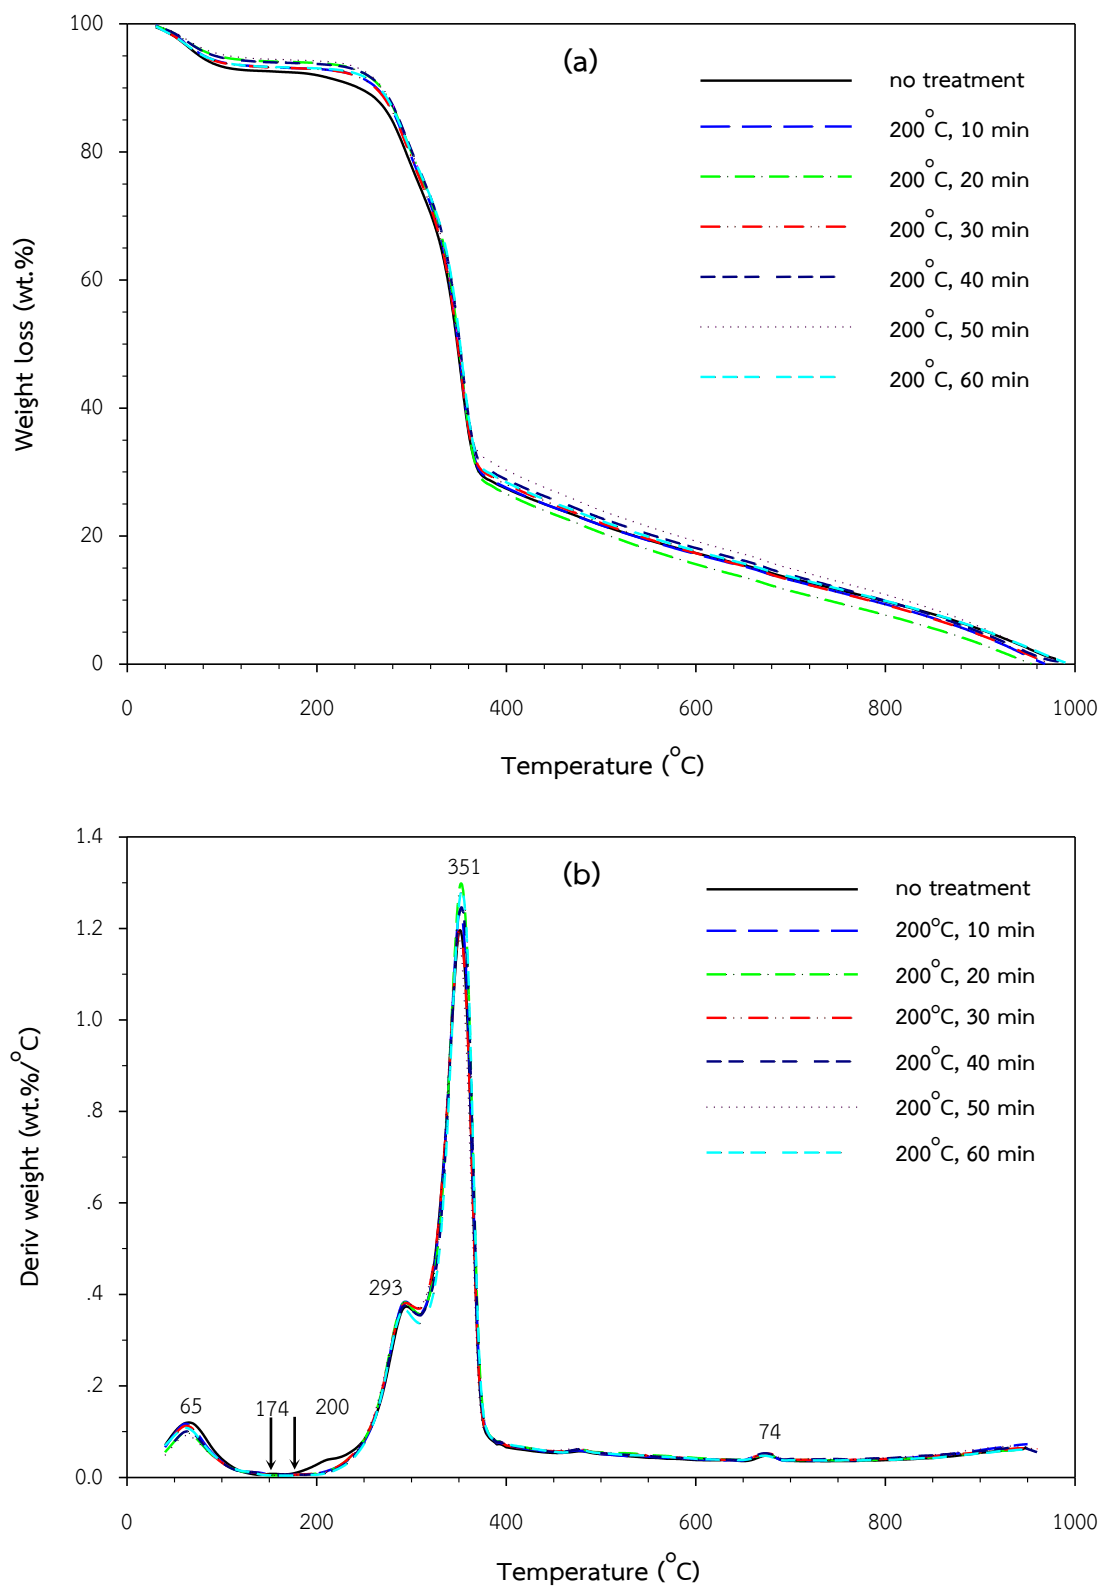 100
(a)
no treatment
80
200°C, 10 min
200°C, 20 min
200°C, 30 min
60
200°C, 40 min
200°C, 50 min
40
200°C, 60 min
20
0
Weight loss (wt.%)
0 200 400 600 800 1000
Temperature (°C)
1.4
351
(b)
no treatment
1.2
200°C, 10 min
200°C, 20 min
1.0
200°C, 30 min
200°C, 40 min
.8
200°C, 50 min
200°C, 60 min
.6
.4
293
.2
65
174
200
74
0.0
Deriv weight (wt.%/°C)
0 200 400 600 800 1000
Temperature (°C)